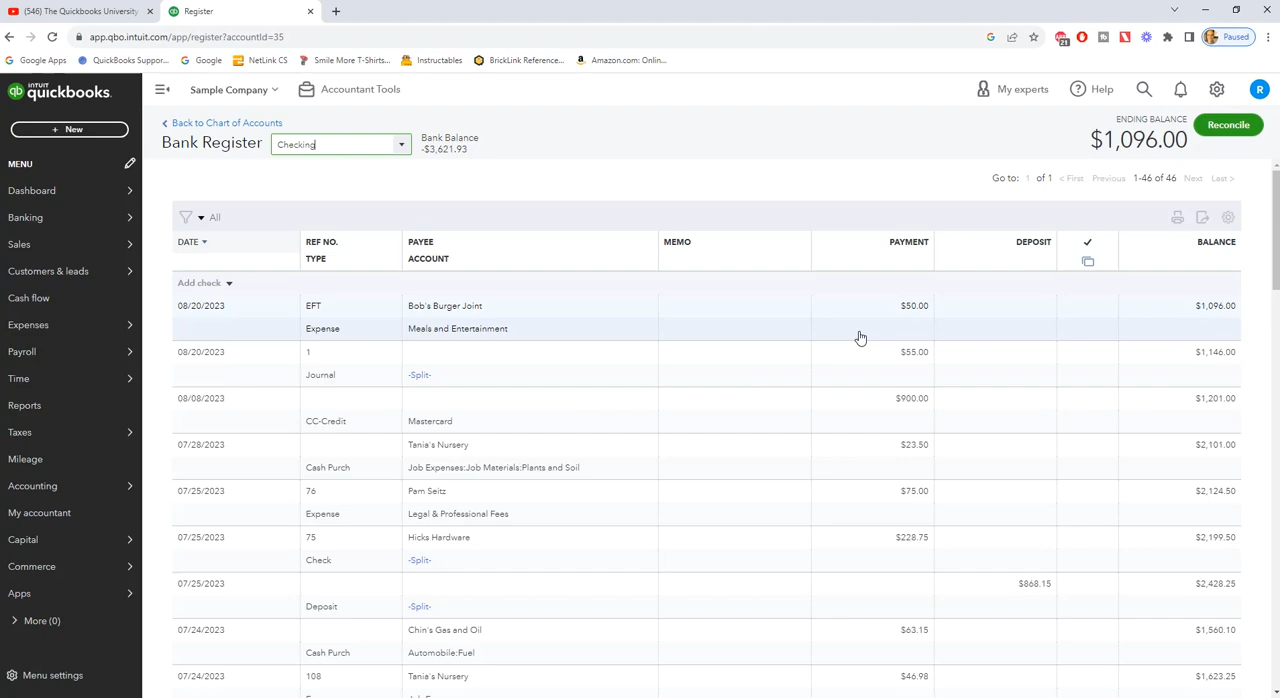 (546) The Quickbooks University
Register
app.qbo.intuit.com/app/register?accountId=35
21
Paused
Google Apps
QuickBooks Suppor...
Google
NetLINK CS
Smile More T-Shirts...
Instructables
BrickLink Reference...
Amazon.com: Onlin...
INTUIT
quickbooks.
Sample Company
Accountant Tools
My experts
Help
R
+ New
MENU
Dashboard
Banking
Sales
Customers & leads
Cash flow
Expenses
Payroll
Time
Reports
Taxes
Mileage
Accounting
My accountant
Capital
Commerce
Apps
More (0)
Menu settings
Back to Chart of Accounts
Bank Register
Checking
Bank Balance
-$3,621.93
ENDING BALANCE
$1,096.00
Reconcile
Go to: 1 of 1 < First Previous 1-46 of 46 Next Last >
All
DATE REF NO. PAYEE MEMO PAYMENT DEPOSIT ✓ BALANCE
TYPE ACCOUNT
Add check
08/20/2023 EFT Bob's Burger Joint $50.00 $1,096.00
Expense Meals and Entertainment
08/20/2023 1 $55.00 $1,146.00
Journal -Split-
08/08/2023 $900.00 $1,201.00
CC-Credit Mastercard
07/28/2023 Tania's Nursery $23.50 $2,101.00
Cash Purch Job Expenses:Job Materials:Plants and Soil
07/25/2023 76 Pam Seitz $75.00 $2,124.50
Expense Legal & Professional Fees
07/25/2023 75 Hicks Hardware $228.75 $2,199.50
Check -Split-
07/25/2023 $868.15 $2,428.25
Deposit -Split-
07/24/2023 Chin's Gas and Oil $63.15 $1,560.10
Cash Purch Automobile:Fuel
07/24/2023 108 Tania's Nursery $46.98 $1,623.25